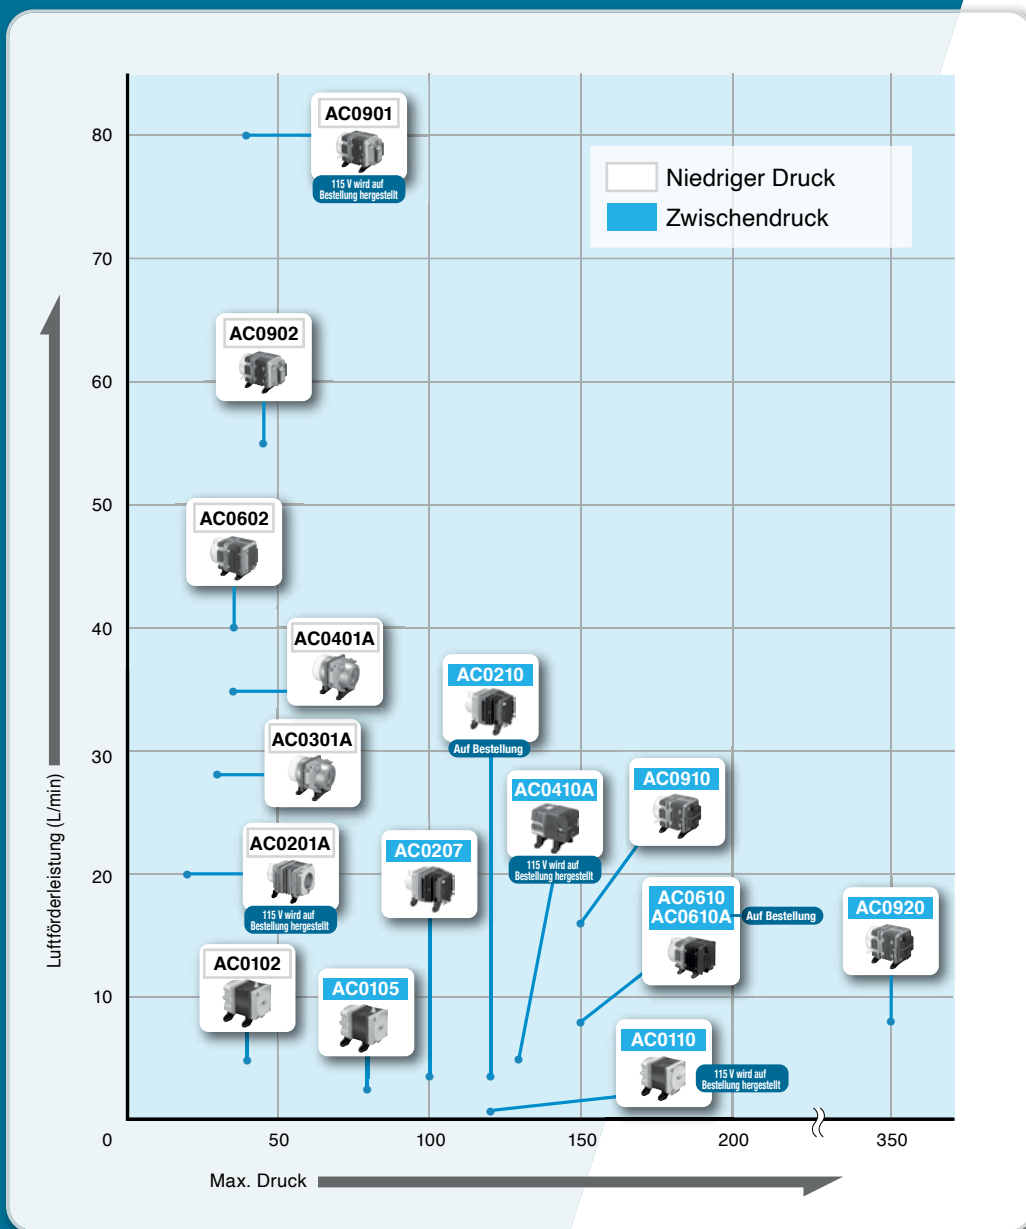 AC0901
115 V wird auf
Bestellung hergestellt
Niedriger Druck
Zwischendruck
80
70
AC0902
60
50
AC0602
40
AC0401A
AC0210
Auf Bestellung
AC0301A
30
AC0410A
115 V wird auf
Bestellung hergestellt
AC0910
AC0201A
115 V wird auf
Bestellung hergestellt
AC0207
20
AC0610
AC0610A
Auf Bestellung
AC0920
AC0102
AC0105
10
AC0110
115 V wird auf
Bestellung hergestellt
Luftförderleistung (L/min)
0
50
100
150
200
350
Max. Druck